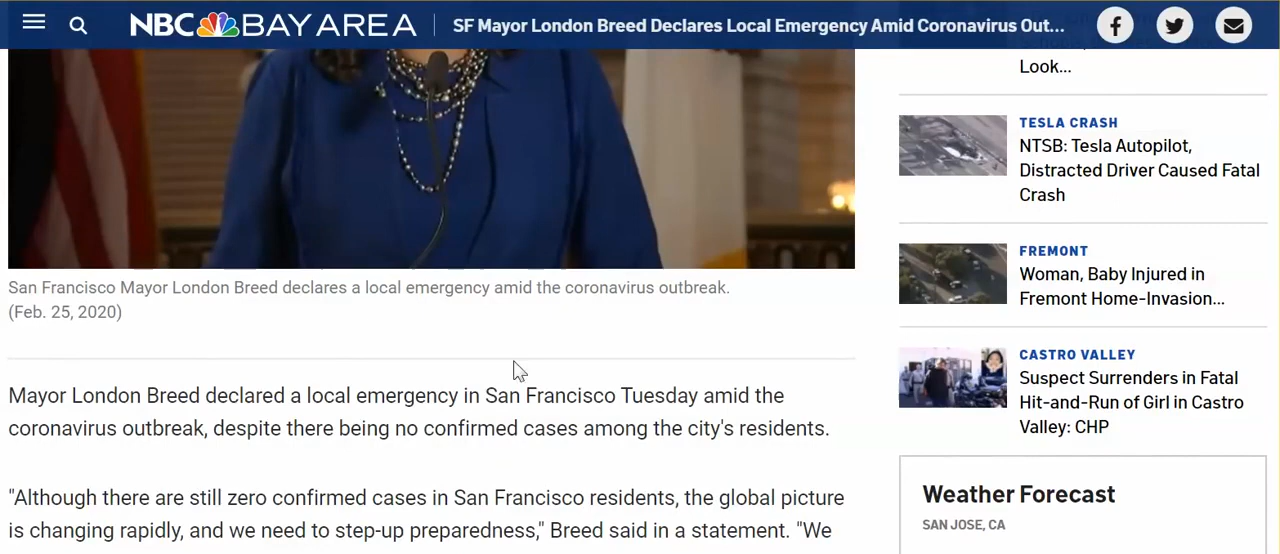 NBC BAY AREA
SF Mayor London Breed Declares Local Emergency Amid Coronavirus Out...
San Francisco Mayor London Breed declares a local emergency amid the coronavirus outbreak.
(Feb. 25, 2020)
Mayor London Breed declared a local emergency in San Francisco Tuesday amid the
coronavirus outbreak, despite there being no confirmed cases among the city's residents.
"Although there are still zero confirmed cases in San Francisco residents, the global picture
is changing rapidly, and we need to step-up preparedness," Breed said in a statement. "We
Look...
TESLA CRASH
NTSB: Tesla Autopilot,
Distracted Driver Caused Fatal
Crash
FREMONT
Woman, Baby Injured in
Fremont Home-Invasion...
CASTRO VALLEY
Suspect Surrenders in Fatal
Hit-and-Run of Girl in Castro
Valley: CHP
Weather Forecast
SAN JOSE, CA